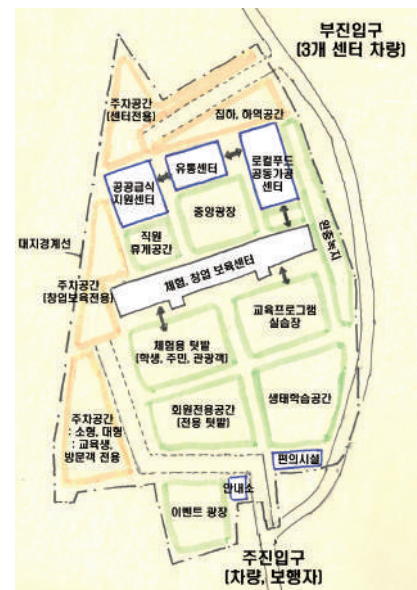 부진입구
(3개 센터 차량)
주차공간
(센터전용)
집하, 하역공간
공공급식
지원센터
유통센터
로컬푸드
공동가공
센터
중앙광장
직원
휴게공간
대지경계선
완충녹지
체험, 창업 보육센터
주차공간
(창업보육전용)
교육프로그램
실습장
체험용 텃밭
(학생, 주민, 관광객)
회원전용공간
(전용 텃밭)
생태학습공간
주차공간
: 소형, 대형
: 교육생,
방문객 전용
편의시설
안내소
이벤트 광장
주진입구
(차량, 보행자)